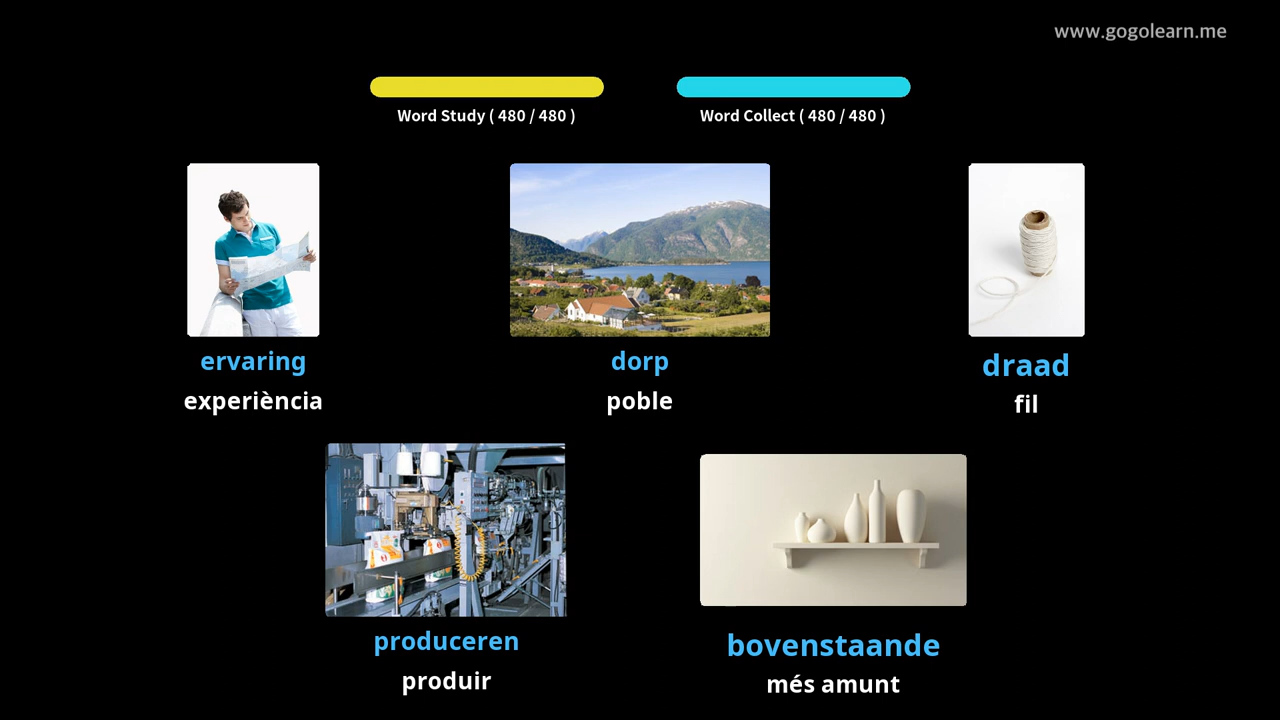 www.gogolearn.me
Word Study ( 480 / 480 )
Word Collect ( 480 / 480 )
ervaring
experiència
dorp
poble
draad
fil
produceren
produir
bovenstaande
més amunt